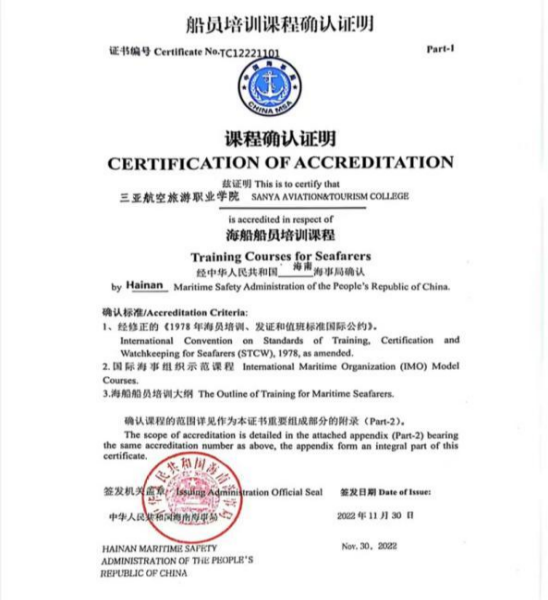 船员培训课程确认证明
证书编号 Certificate No.TC12221101
Part-1
CHINA MSA
课程确认证明
CERTIFICATION OF ACCREDITATION
兹证明 This is to certify that
三亚航空旅游职业学院 SANYA AVIATION&TOURISM COLLEGE
is accredited in respect of
海船船员培训课程
Training Courses for Seafarers
经中华人民共和国 海南 海事局确认
by Hainan Maritime Safety Administration of the People's Republic of China.
确认标准/Accreditation Criteria:
1、经修正的《1978 年海员培训、发证和值班标准国际公约》。
International Convention on Standards of Training, Certification and
Watchkeeping for Seafarers (STCW), 1978, as amended.
2.国际海事组织示范课程 International Maritime Organization (IMO) Model
Courses.
3.海船船员培训大纲 The Outline of Training for Maritime Seafarers.
确认课程的范围详见作为本证书重要组成部分的附录（Part-2）。
The scope of accreditation is detailed in the attached appendix (Part-2) bearing
the same accreditation number as above, the appendix form an integral part of this
certificate.
签发机关盖章 Issuing Administration Official Seal
签发日期 Date of Issue:
中华人民共和国海南海事局
2022 年 11 月 30 日
HAINAN MARITIME SAFETY
ADMINISTRATION OF THE PEOPLE'S
REPUBLIC OF CHINA
Nov. 30, 2022